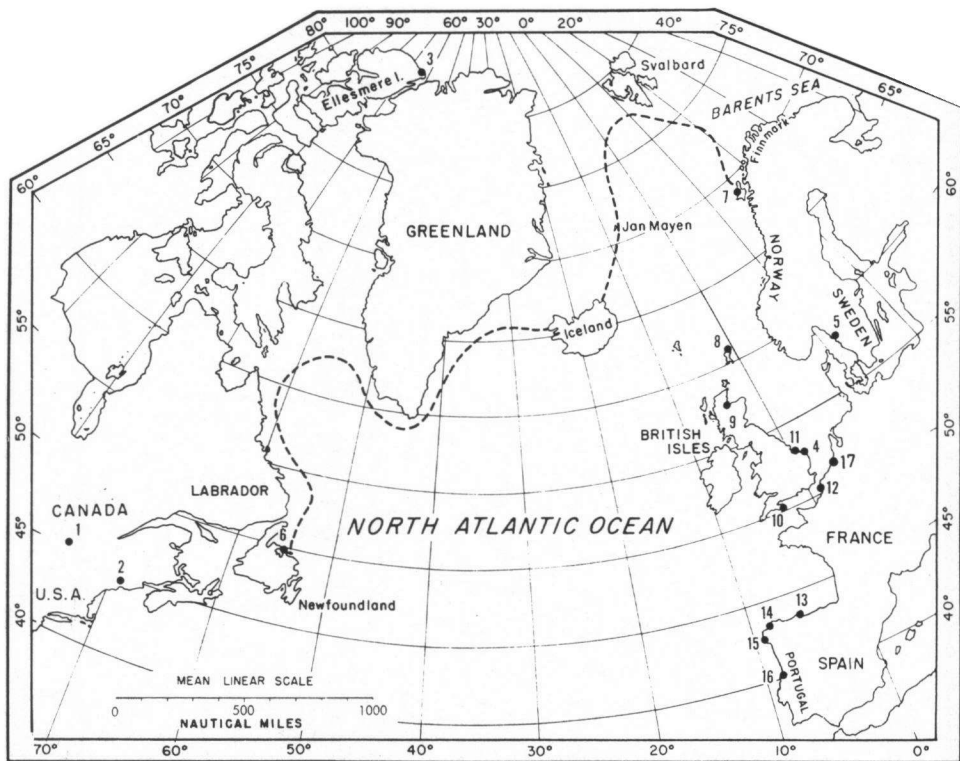 80° 100° 90° 60° 30° 0° 20° 40° 75°
75° 70°
70° 65°
65°
60° 60°
3
Svalbard
Ellesmere I.
BARENTS SEA
Finnmark
7
GREENLAND
Jan Mayen
NORWAY
55° 55°
SWEDEN
5
Iceland
8
9
50° 50°
BRITISH
ISLES
11 4
17
12
10
LABRADOR
CANADA
1
NORTH ATLANTIC OCEAN
6
45° 45°
FRANCE
2
U.S.A.
Newfoundland
40° 40°
13
14
15
SPAIN
PORTUGAL
16
MEAN LINEAR SCALE
0 500 1000
NAUTICAL MILES
70° 60° 50° 40° 30° 20° 10° 0°